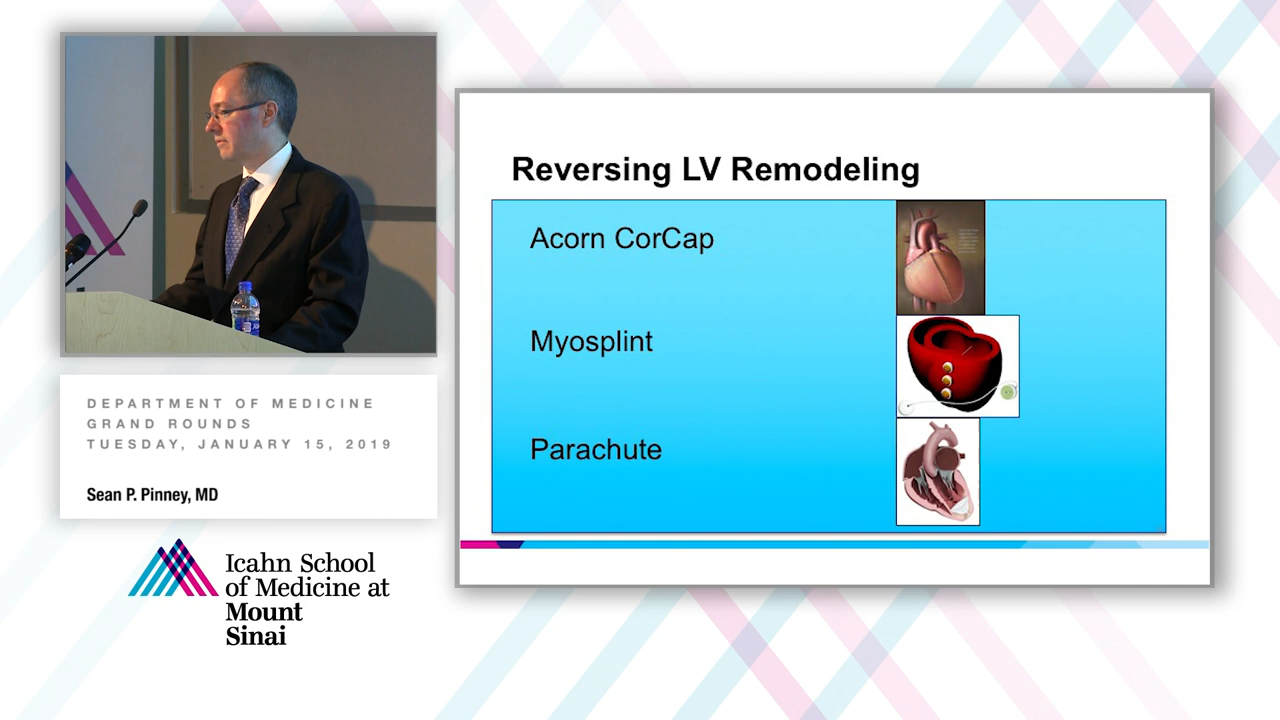 Reversing LV Remodeling
Acorn CorCap
Myosplint
Parachute
DEPARTMENT OF MEDICINE
GRAND ROUNDS
TUESDAY, JANUARY 15, 2019
Sean P. Pinney, MD
Icahn School
of Medicine at
Mount
Sinai